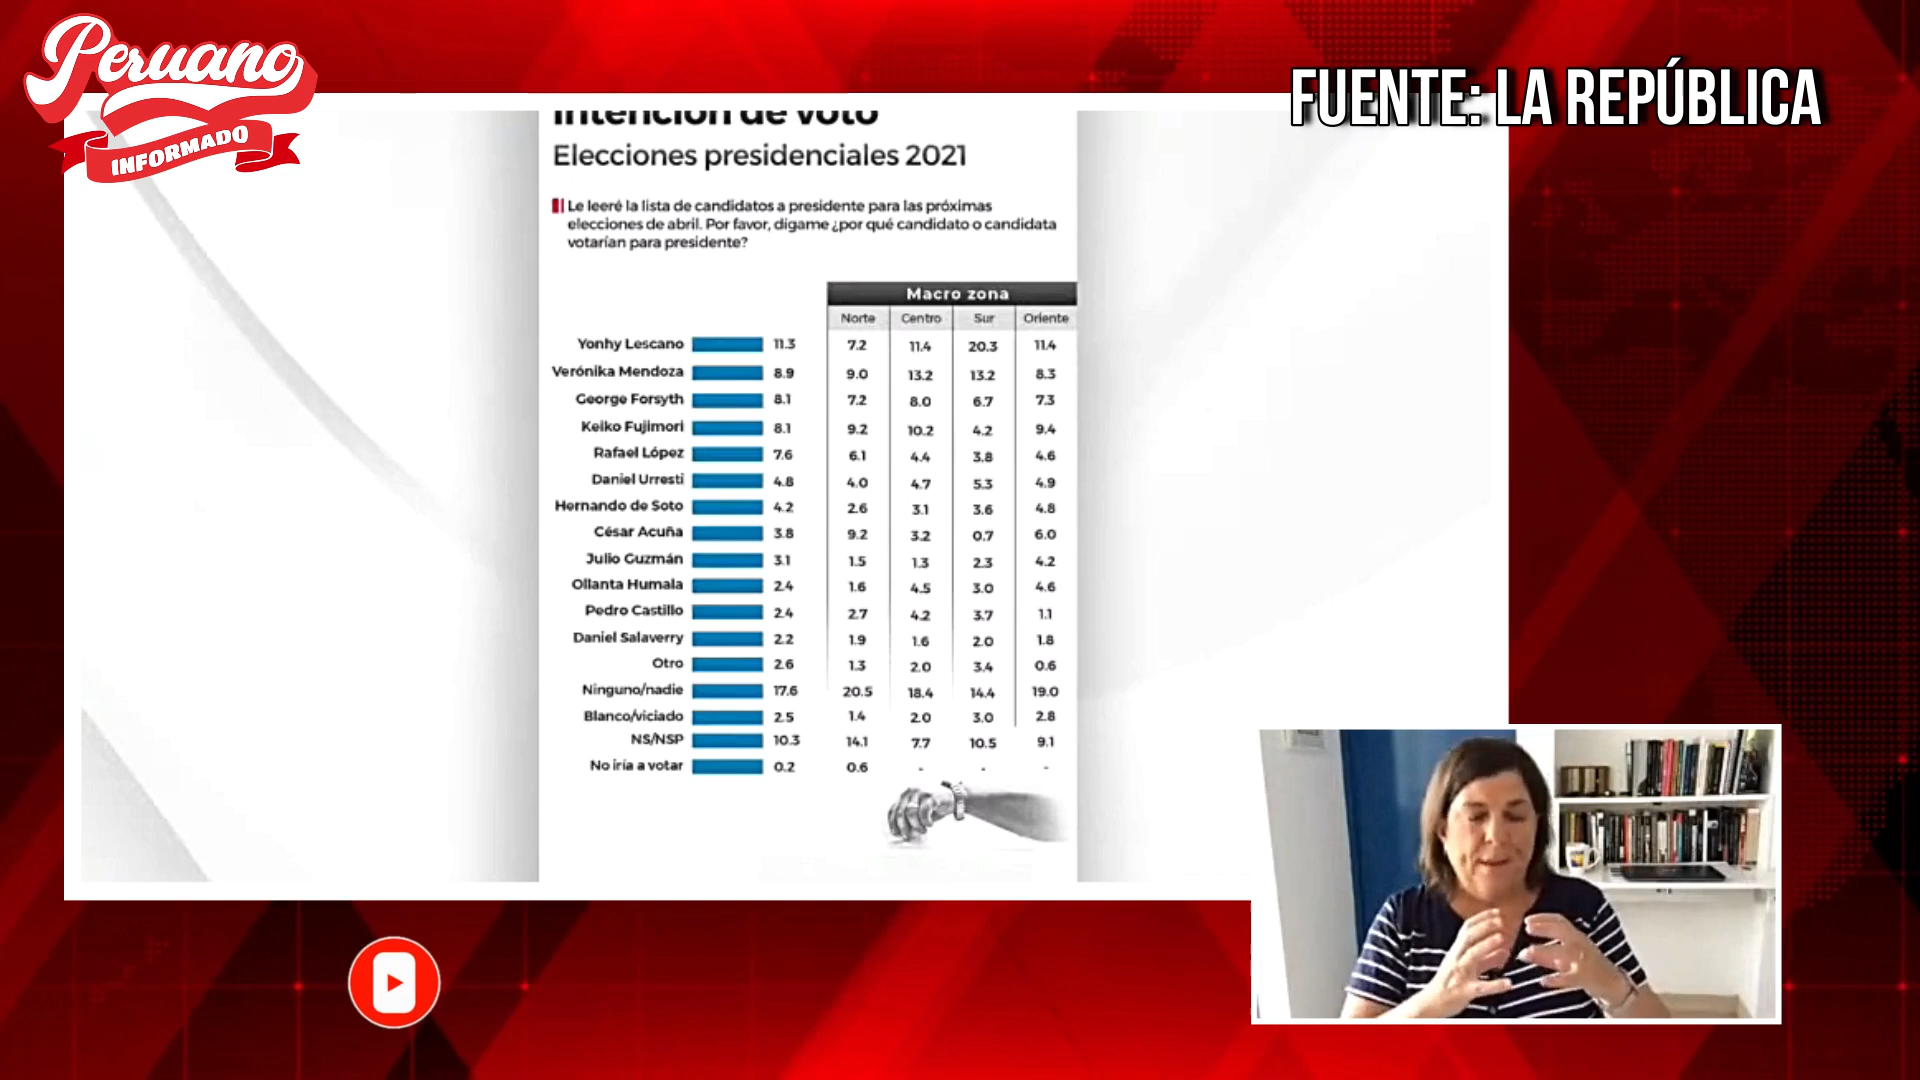 Peruano
INFORMADO
FUENTE: LA REPÚBLICA
Intención de voto
Elecciones presidenciales 2021
Le leeré la lista de candidatos a presidente para las próximas
elecciones de abril. Por favor, dígame ¿por qué candidato o candidata
votarían para presidente?
Macro zona
Norte Centro Sur Oriente
Yonhy Lescano 11.3 7.2 11.4 20.3 11.4
Verónika Mendoza 8.9 9.0 13.2 13.2 8.3
George Forsyth 8.1 7.2 8.0 6.7 7.3
Keiko Fujimori 8.1 9.2 10.2 4.2 9.4
Rafael López 7.6 6.1 4.4 3.8 4.6
Daniel Urresti 4.8 4.0 4.7 5.3 4.9
Hernando de Soto 4.2 2.6 3.1 3.6 4.8
César Acuña 3.8 9.2 3.2 0.7 6.0
Julio Guzmán 3.1 1.5 1.3 2.3 4.2
Ollanta Humala 2.4 1.6 4.5 3.0 4.6
Pedro Castillo 2.4 2.7 4.2 3.7 1.1
Daniel Salaverry 2.2 1.9 1.6 2.0 1.8
Otro 2.6 1.3 2.0 3.4 0.6
Ninguno/nadie 17.6 20.5 18.4 14.4 19.0
Blanco/viciado 2.5 1.4 2.0 3.0 2.8
NS/NSP 10.3 14.1 7.7 10.5 9.1
No iría a votar 0.2 0.6 - - -